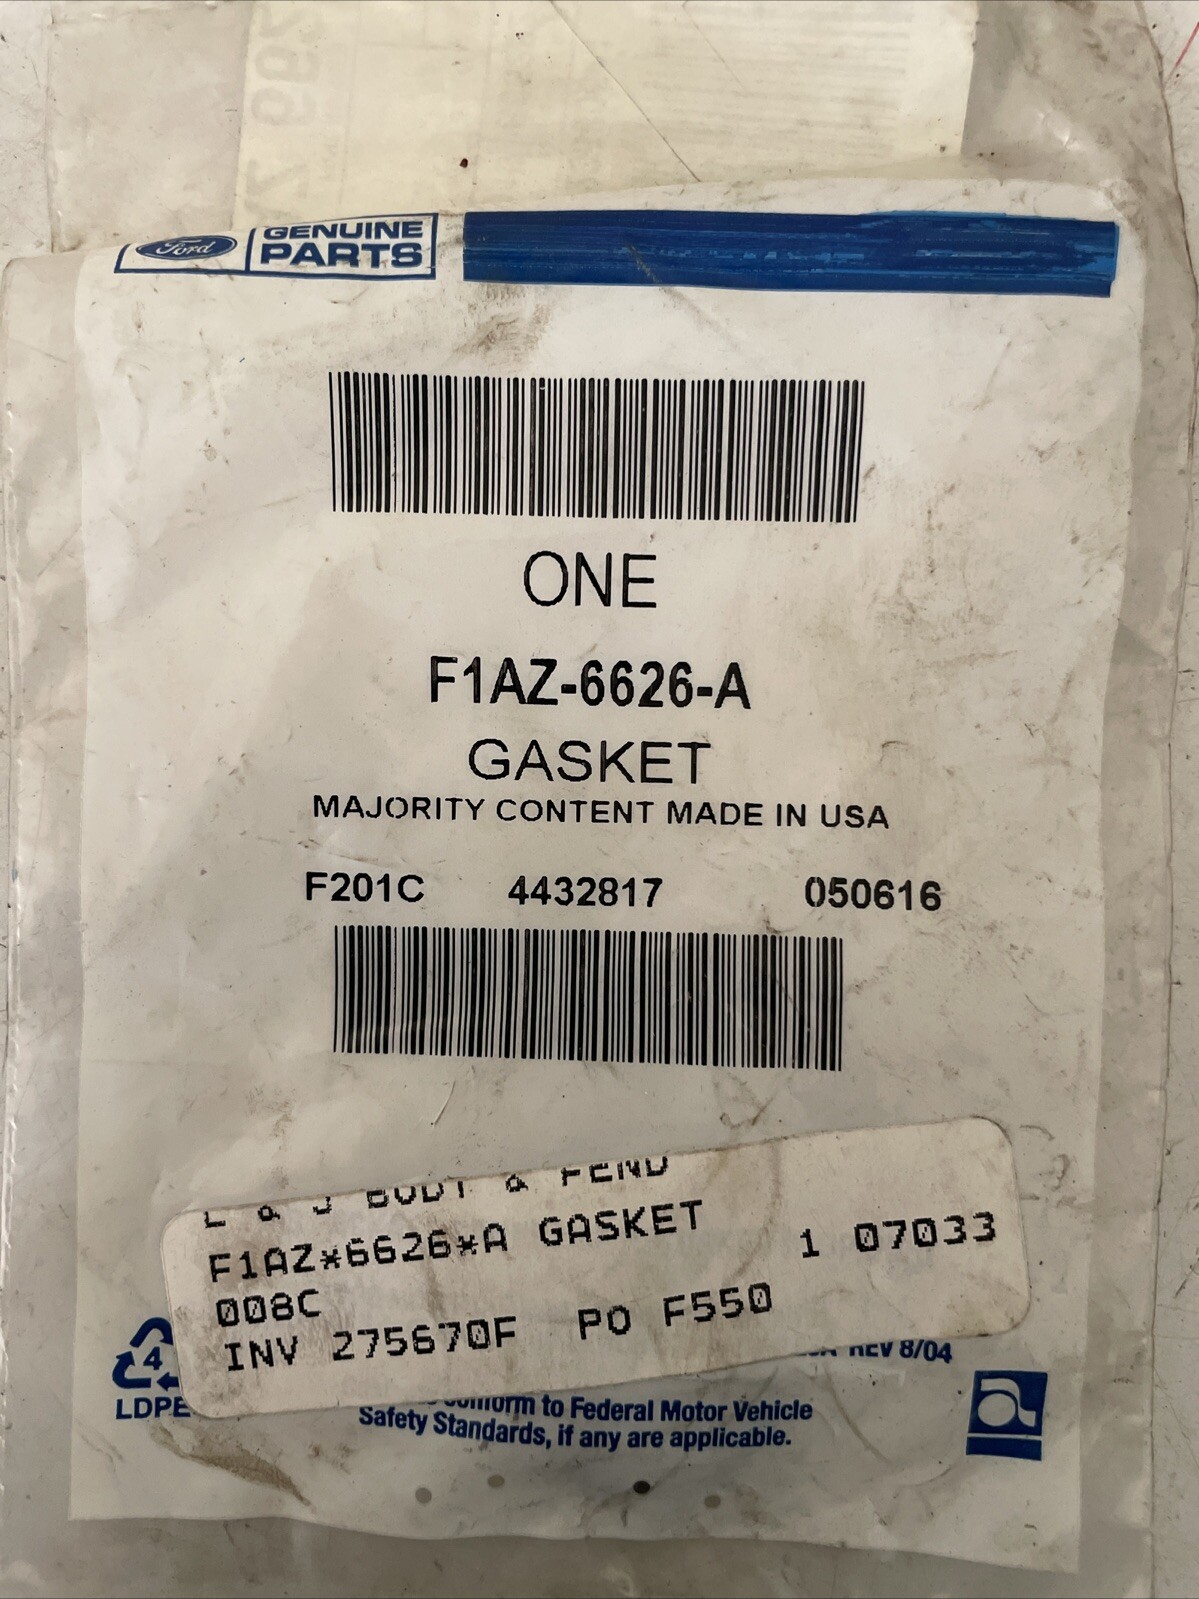 Ford GENUINE
PARTS
ONE
F1AZ-6626-A
GASKET
MAJORITY CONTENT MADE IN USA
F201C 4432817 050616
L & J BODY & FEND
F1AZ*6626*A GASKET 1 07033
008C
INV 275670F PO F550
REV 8/04
4
LDPE
conform to Federal Motor Vehicle
Safety Standards, if any are applicable.